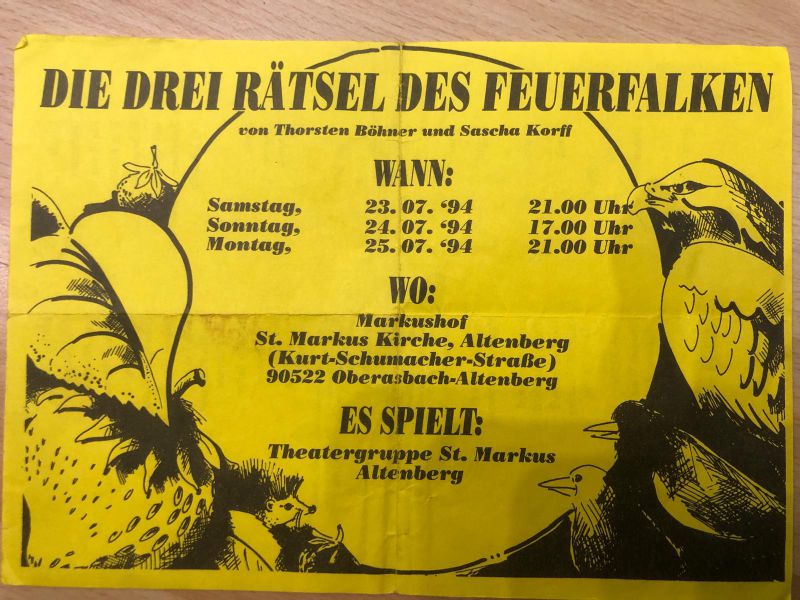 DIE DREI RÄTSEL DES FEUERFALKEN
von Thorsten Böhner und Sascha Korff
WANN:
Samstag, 23. 07. ‘94 21.00 Uhr
Sonntag, 24. 07. ‘94 17.00 Uhr
Montag, 25. 07. ‘94 21.00 Uhr
WO:
Markushof
St. Markus Kirche, Altenberg
(Kurt-Schumacher-Straße)
90522 Oberasbach-Altenberg
ES SPIELT:
Theatergruppe St. Markus
Altenberg